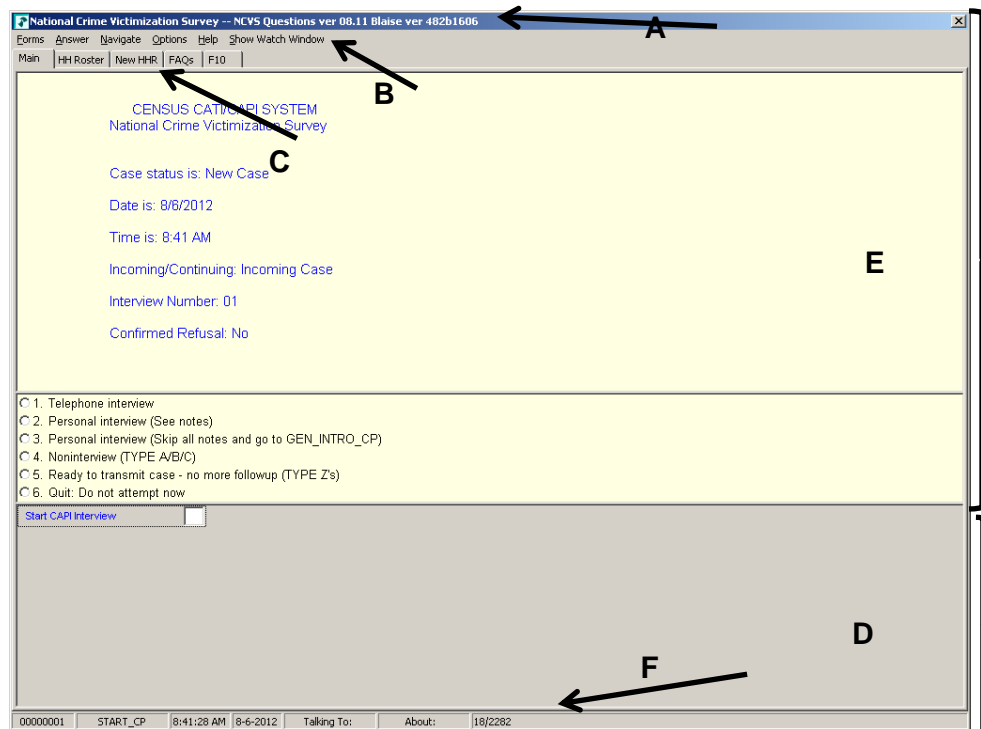 National Crime Victimization Survey -- NCVS Questions ver 08.11 Blaise ver 482b1606
A
Forms Answer Navigate Options Help Show Watch Window
Main HH Roster New HHR FAQs F10
B
CENSUS CATI/CAPI SYSTEM
National Crime Victimization Survey
C
Case status is: New Case
Date is: 8/6/2012
Time is: 8:41 AM
E
Incoming/Continuing: Incoming Case
Interview Number: 01
Confirmed Refusal: No
1. Telephone interview
2. Personal interview (See notes)
3. Personal interview (Skip all notes and go to GEN_INTRO_CP)
4. Noninterview (TYPE A/B/C)
5. Ready to transmit case - no more followup (TYPE Z's)
6. Quit: Do not attempt now
Start CAPI Interview
D
F
00000001 START_CP 8:41:28 AM 8-6-2012 Talking To: About: 18/2282